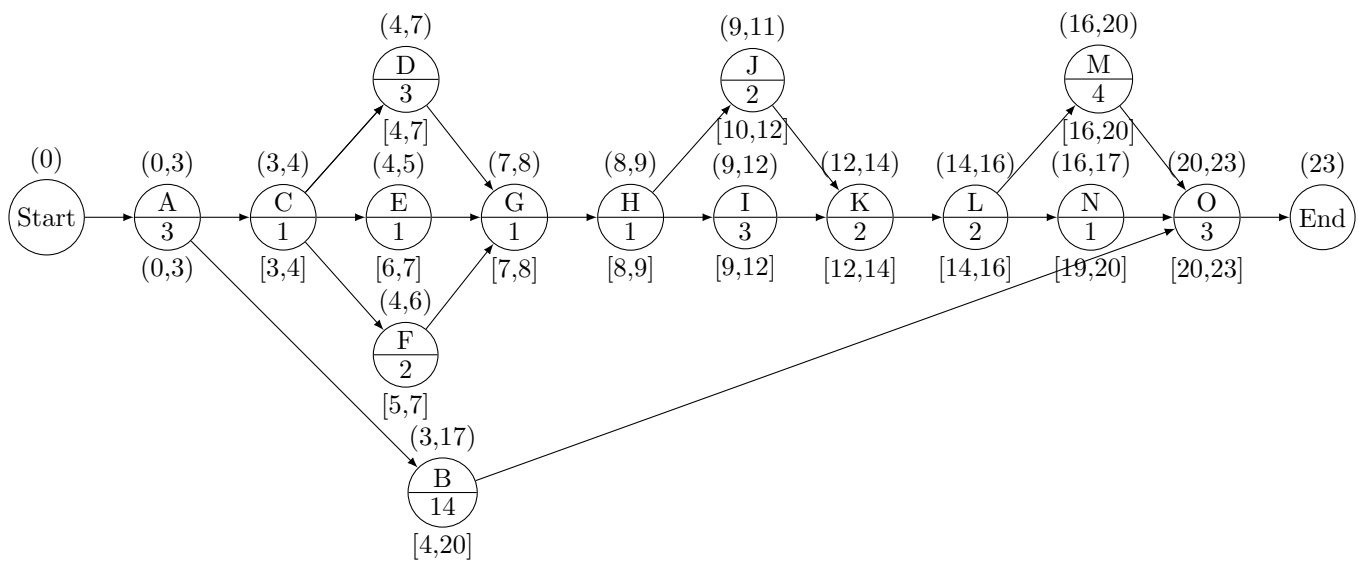 (4,7)
D
3
[4,7]
(9,11)
J
2
[10,12]
(16,20)
M
4
[16,20]
(0)
Start
(0,3)
A
3
(0,3)
(3,4)
C
1
[3,4]
(4,5)
E
1
[6,7]
(7,8)
G
1
[7,8]
(8,9)
H
1
[8,9]
(9,12)
I
3
[9,12]
(12,14)
K
2
[12,14]
(14,16)
L
2
[14,16]
(16,17)
N
1
[19,20]
(20,23)
O
3
[20,23]
(23)
End
(4,6)
F
2
[5,7]
(3,17)
B
14
[4,20]